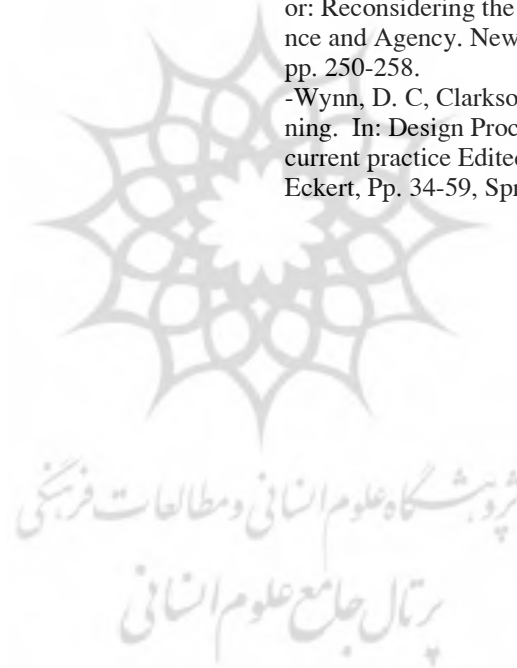 or: Reconsidering the
nce and Agency. New
pp. 250-258.
-Wynn, D. C, Clarkso
ning.  In: Design Proc
current practice Edited
Eckert, Pp. 34-59, Spr
پژوهشگاه علوم انسانی و مطالعات فرهنگی
پرتال جامع علوم انسانی